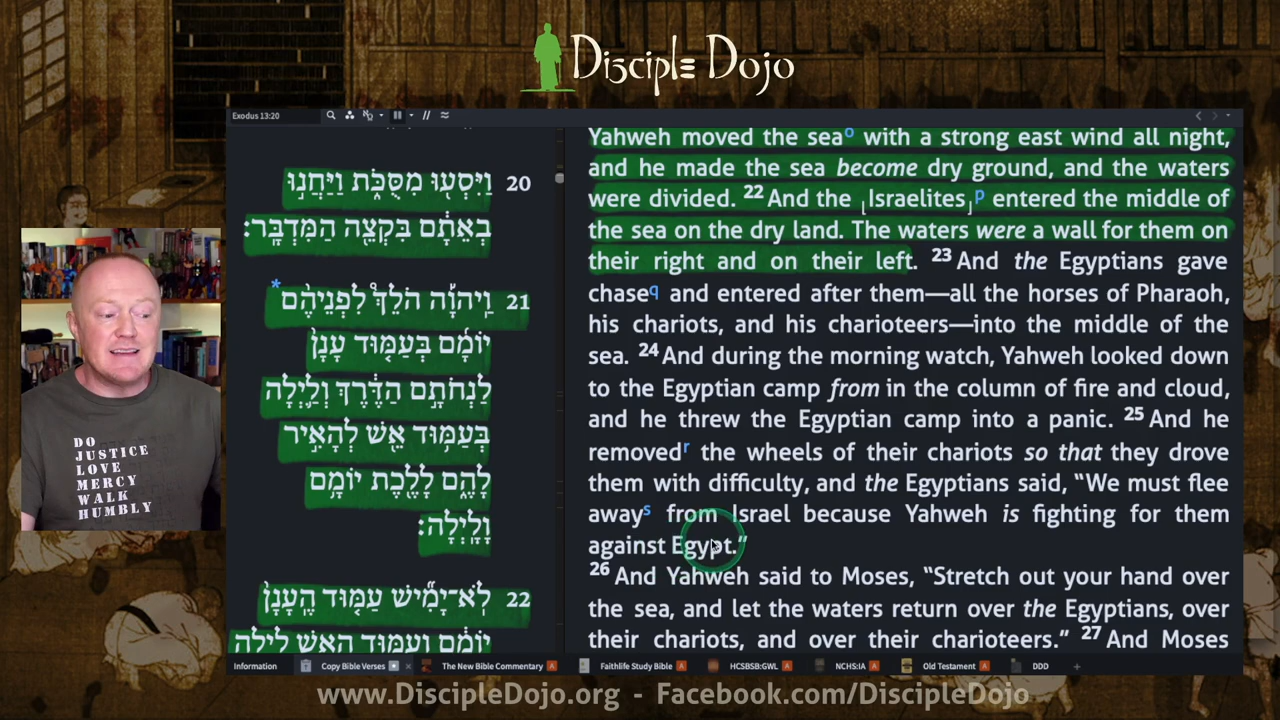 Disciple Dojo
Exodus 13:20
20 וַיִּסְע֖וּ מִסֻּכֹּ֑ת וַיַּחֲנ֣וּ
בְאֵתָ֔ם בִּקְצֵ֖ה הַמִּדְבָּֽר׃
* 21 וַֽיהוָ֡ה הֹלֵךְ֩ לִפְנֵיהֶ֨ם
יוֹמָ֜ם בְּעַמּ֤וּד עָנָן֙
לַנְחֹתָ֣ם הַדֶּ֔רֶךְ וְלַ֛יְלָה
בְּעַמּ֥וּד אֵ֖שׁ לְהָאִ֣יר
לָהֶ֑ם לָלֶ֖כֶת יוֹמָ֥ם
וָלָֽיְלָה׃
22 לֹֽא־יָמִ֞ישׁ עַמּ֤וּד הֶֽעָנָן֙
יוֹמָ֔ם וְעַמּ֥וּד הָאֵ֖שׁ לָ֑יְלָה
Yahweh moved the sea o with a strong east wind all night,
and he made the sea become dry ground, and the waters
were divided. 22 And the ⌊Israelites⌋ p entered the middle of
the sea on the dry land. The waters were a wall for them on
their right and on their left. 23 And the Egyptians gave
chase q and entered after them—all the horses of Pharaoh,
his chariots, and his charioteers—into the middle of the
sea. 24 And during the morning watch, Yahweh looked down
to the Egyptian camp from in the column of fire and cloud,
and he threw the Egyptian camp into a panic. 25 And he
removed r the wheels of their chariots so that they drove
them with difficulty, and the Egyptians said, “We must flee
away s from Israel because Yahweh is fighting for them
against Egypt.”
26 And Yahweh said to Moses, “Stretch out your hand over
the sea, and let the waters return over the Egyptians, over
their chariots, and over their charioteers.” 27 And Moses
DO
JUSTICE
LOVE
MERCY
WALK
HUMBLY
Information Copy Bible Verses The New Bible Commentary A Faithlife Study Bible A HCSBSB:GWL A NCHS:IA A Old Testament A DDD
www.DiscipleDojo.org - Facebook.com/DiscipleDojo